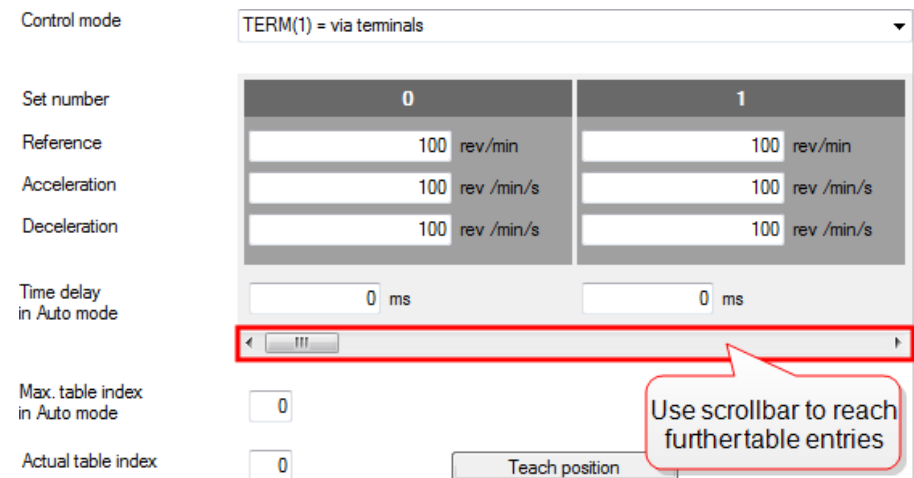 Control mode TERM(1) = via terminals
Set number 0 1
Reference 100 rev/min 100 rev/min
Acceleration 100 rev /min/s 100 rev /min/s
Deceleration 100 rev /min/s 100 rev /min/s
Time delay
in Auto mode 0 ms 0 ms
Max. table index
in Auto mode 0
Use scrollbar to reach
further table entries
Actual table index 0 Teach position